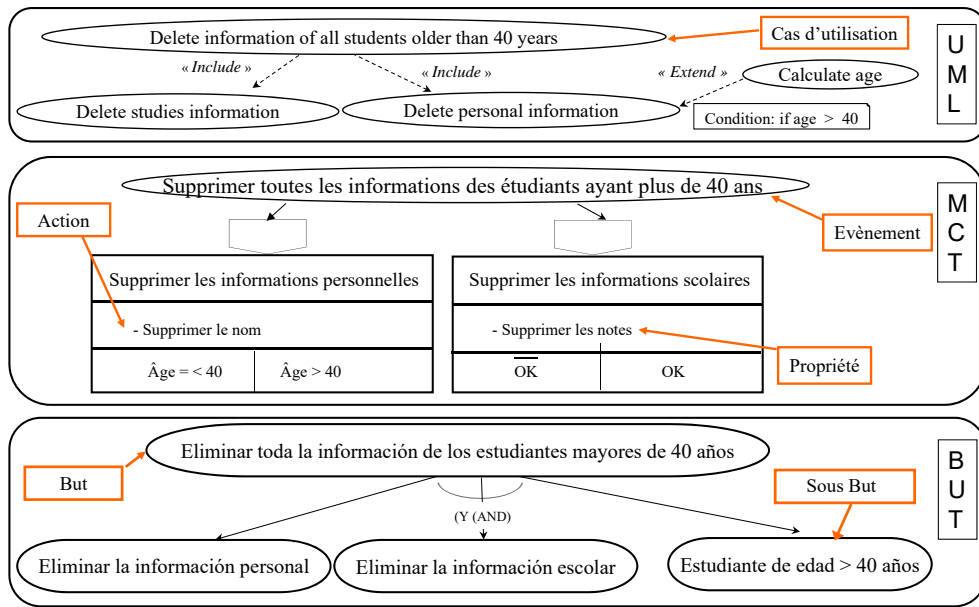 Delete information of all students older than 40 years
Cas d'utilisation
« Include »
« Include »
« Extend »
Calculate age
Delete studies information
Delete personal information
Condition: if age > 40
U
M
L
Supprimer toutes les informations des étudiants ayant plus de 40 ans
Action
Evènement
M
C
T
Supprimer les informations personnelles
- Supprimer le nom
Âge = < 40
Âge > 40
Supprimer les informations scolaires
- Supprimer les notes
OK
OK
Propriété
Eliminar toda la información de los estudiantes mayores de 40 años
But
Sous But
B
U
T
(Y (AND)
Eliminar la información personal
Eliminar la información escolar
Estudiante de edad > 40 años